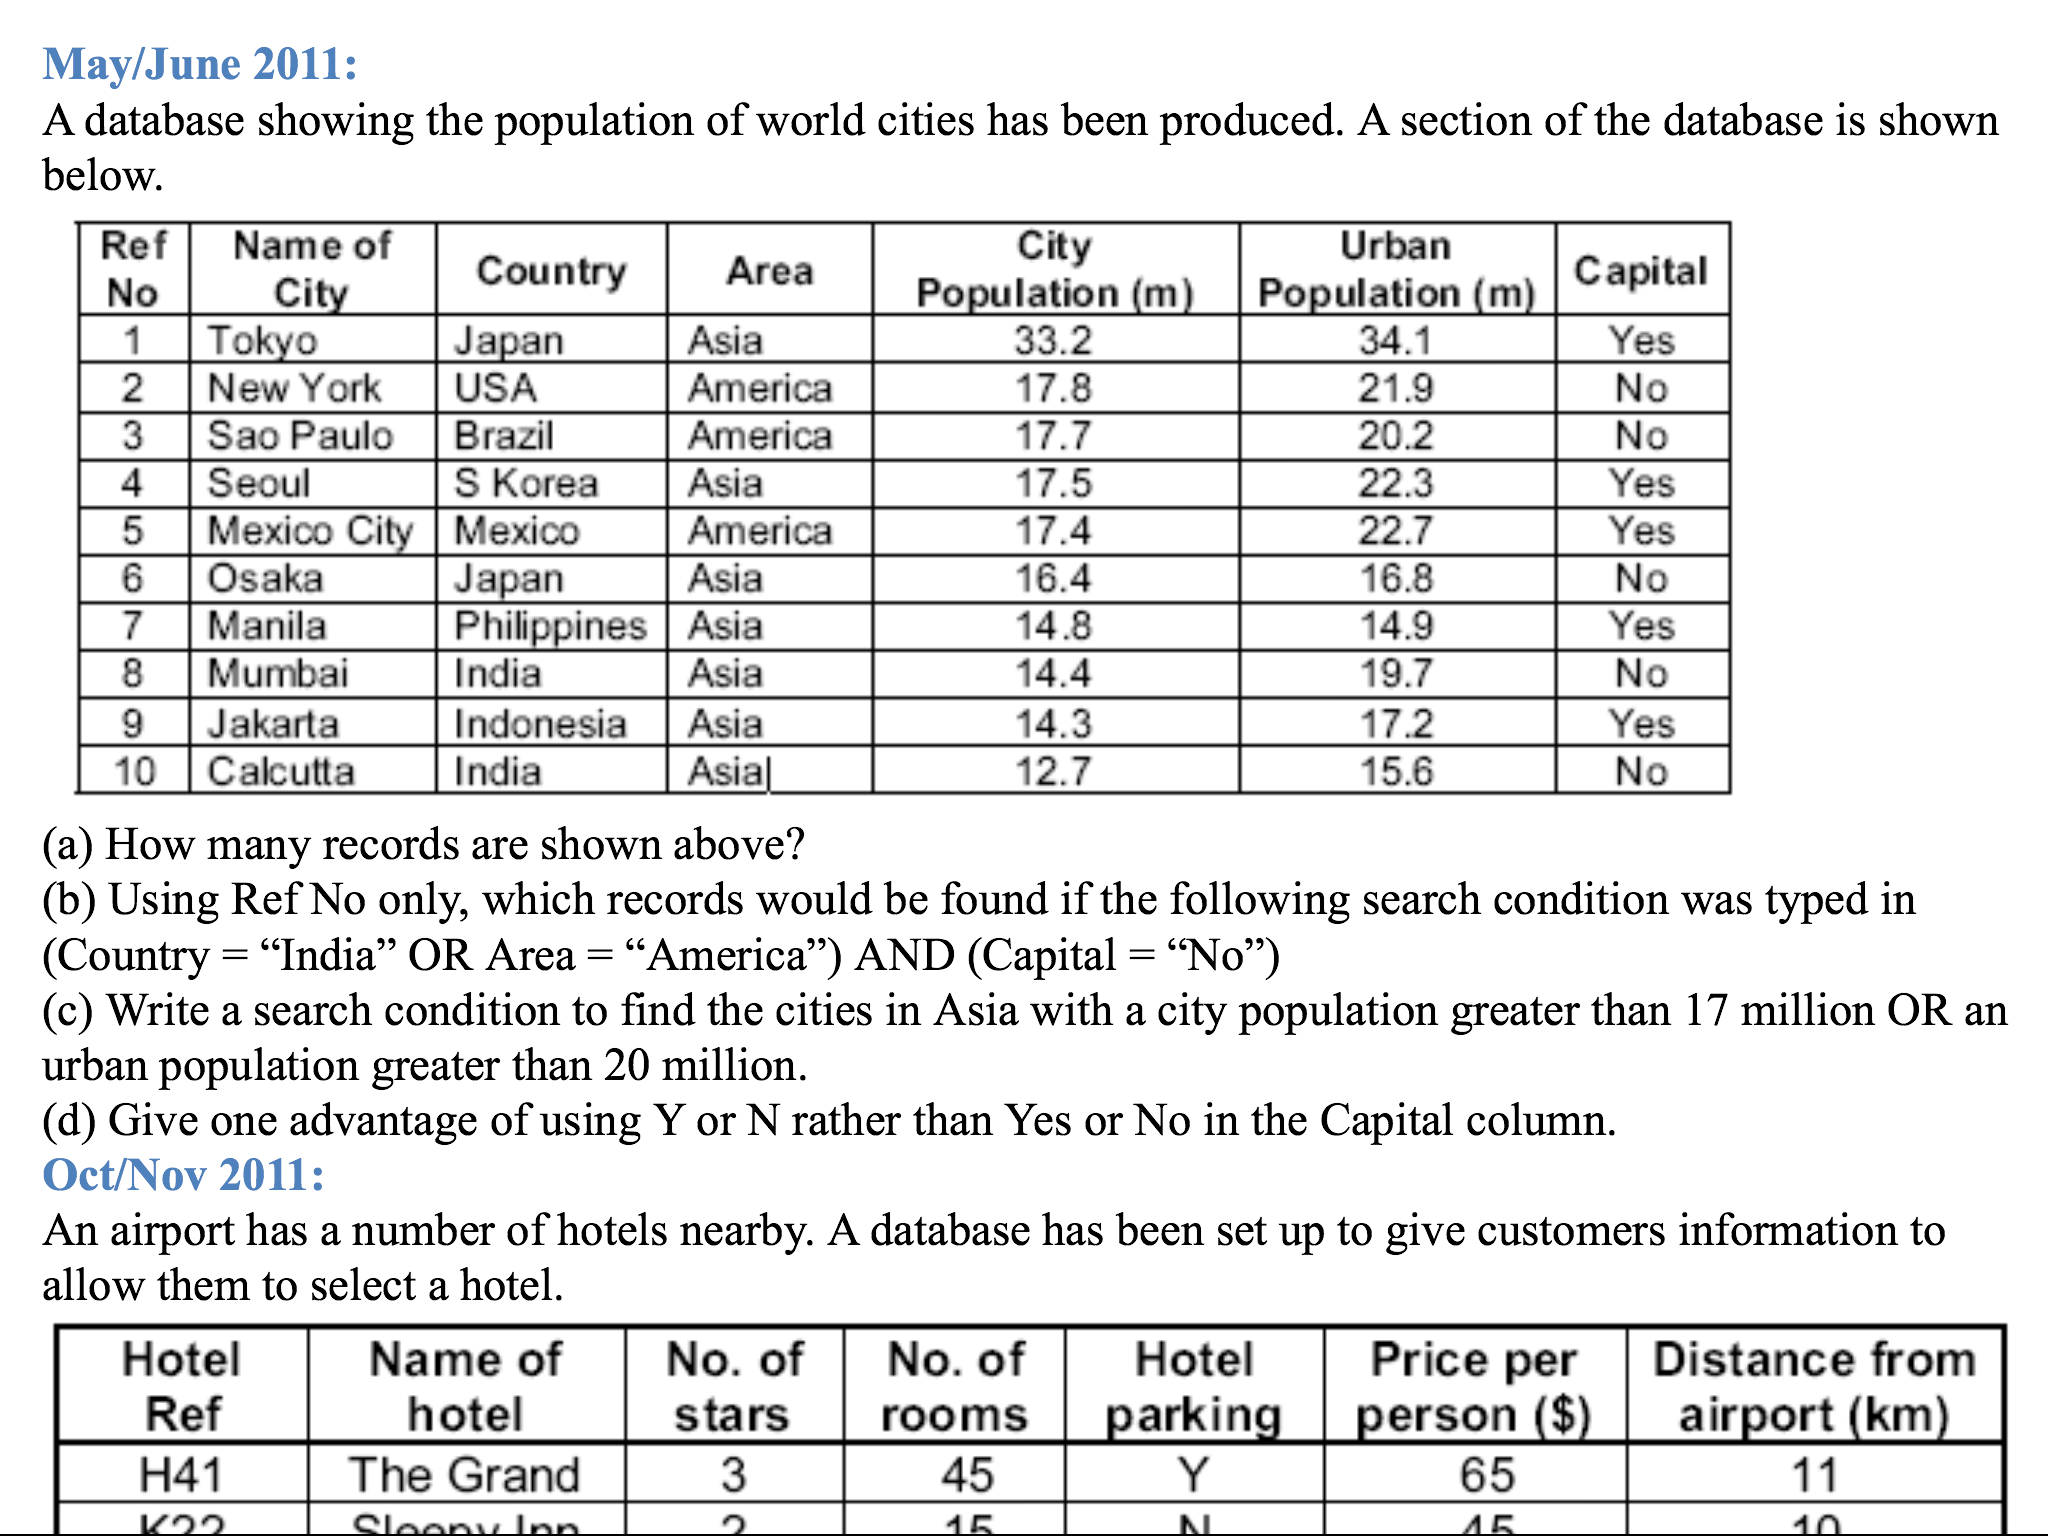 May/June 2011:
A database showing the population of world cities has been produced. A section of the database is shown
below.
Ref No Name of City Country Area City Population (m) Urban Population (m) Capital
1 Tokyo Japan Asia 33.2 34.1 Yes
2 New York USA America 17.8 21.9 No
3 Sao Paulo Brazil America 17.7 20.2 No
4 Seoul S Korea Asia 17.5 22.3 Yes
5 Mexico City Mexico America 17.4 22.7 Yes
6 Osaka Japan Asia 16.4 16.8 No
7 Manila Philippines Asia 14.8 14.9 Yes
8 Mumbai India Asia 14.4 19.7 No
9 Jakarta Indonesia Asia 14.3 17.2 Yes
10 Calcutta India Asia 12.7 15.6 No
(a) How many records are shown above?
(b) Using Ref No only, which records would be found if the following search condition was typed in
(Country = “India” OR Area = “America”) AND (Capital = “No”)
(c) Write a search condition to find the cities in Asia with a city population greater than 17 million OR an
urban population greater than 20 million.
(d) Give one advantage of using Y or N rather than Yes or No in the Capital column.
Oct/Nov 2011:
An airport has a number of hotels nearby. A database has been set up to give customers information to
allow them to select a hotel.
Hotel Ref Name of hotel No. of stars No. of rooms Hotel parking Price per person ($) Distance from airport (km)
H41 The Grand 3 45 Y 65 11
K22 Sleepy Inn 2 15 N 45 10